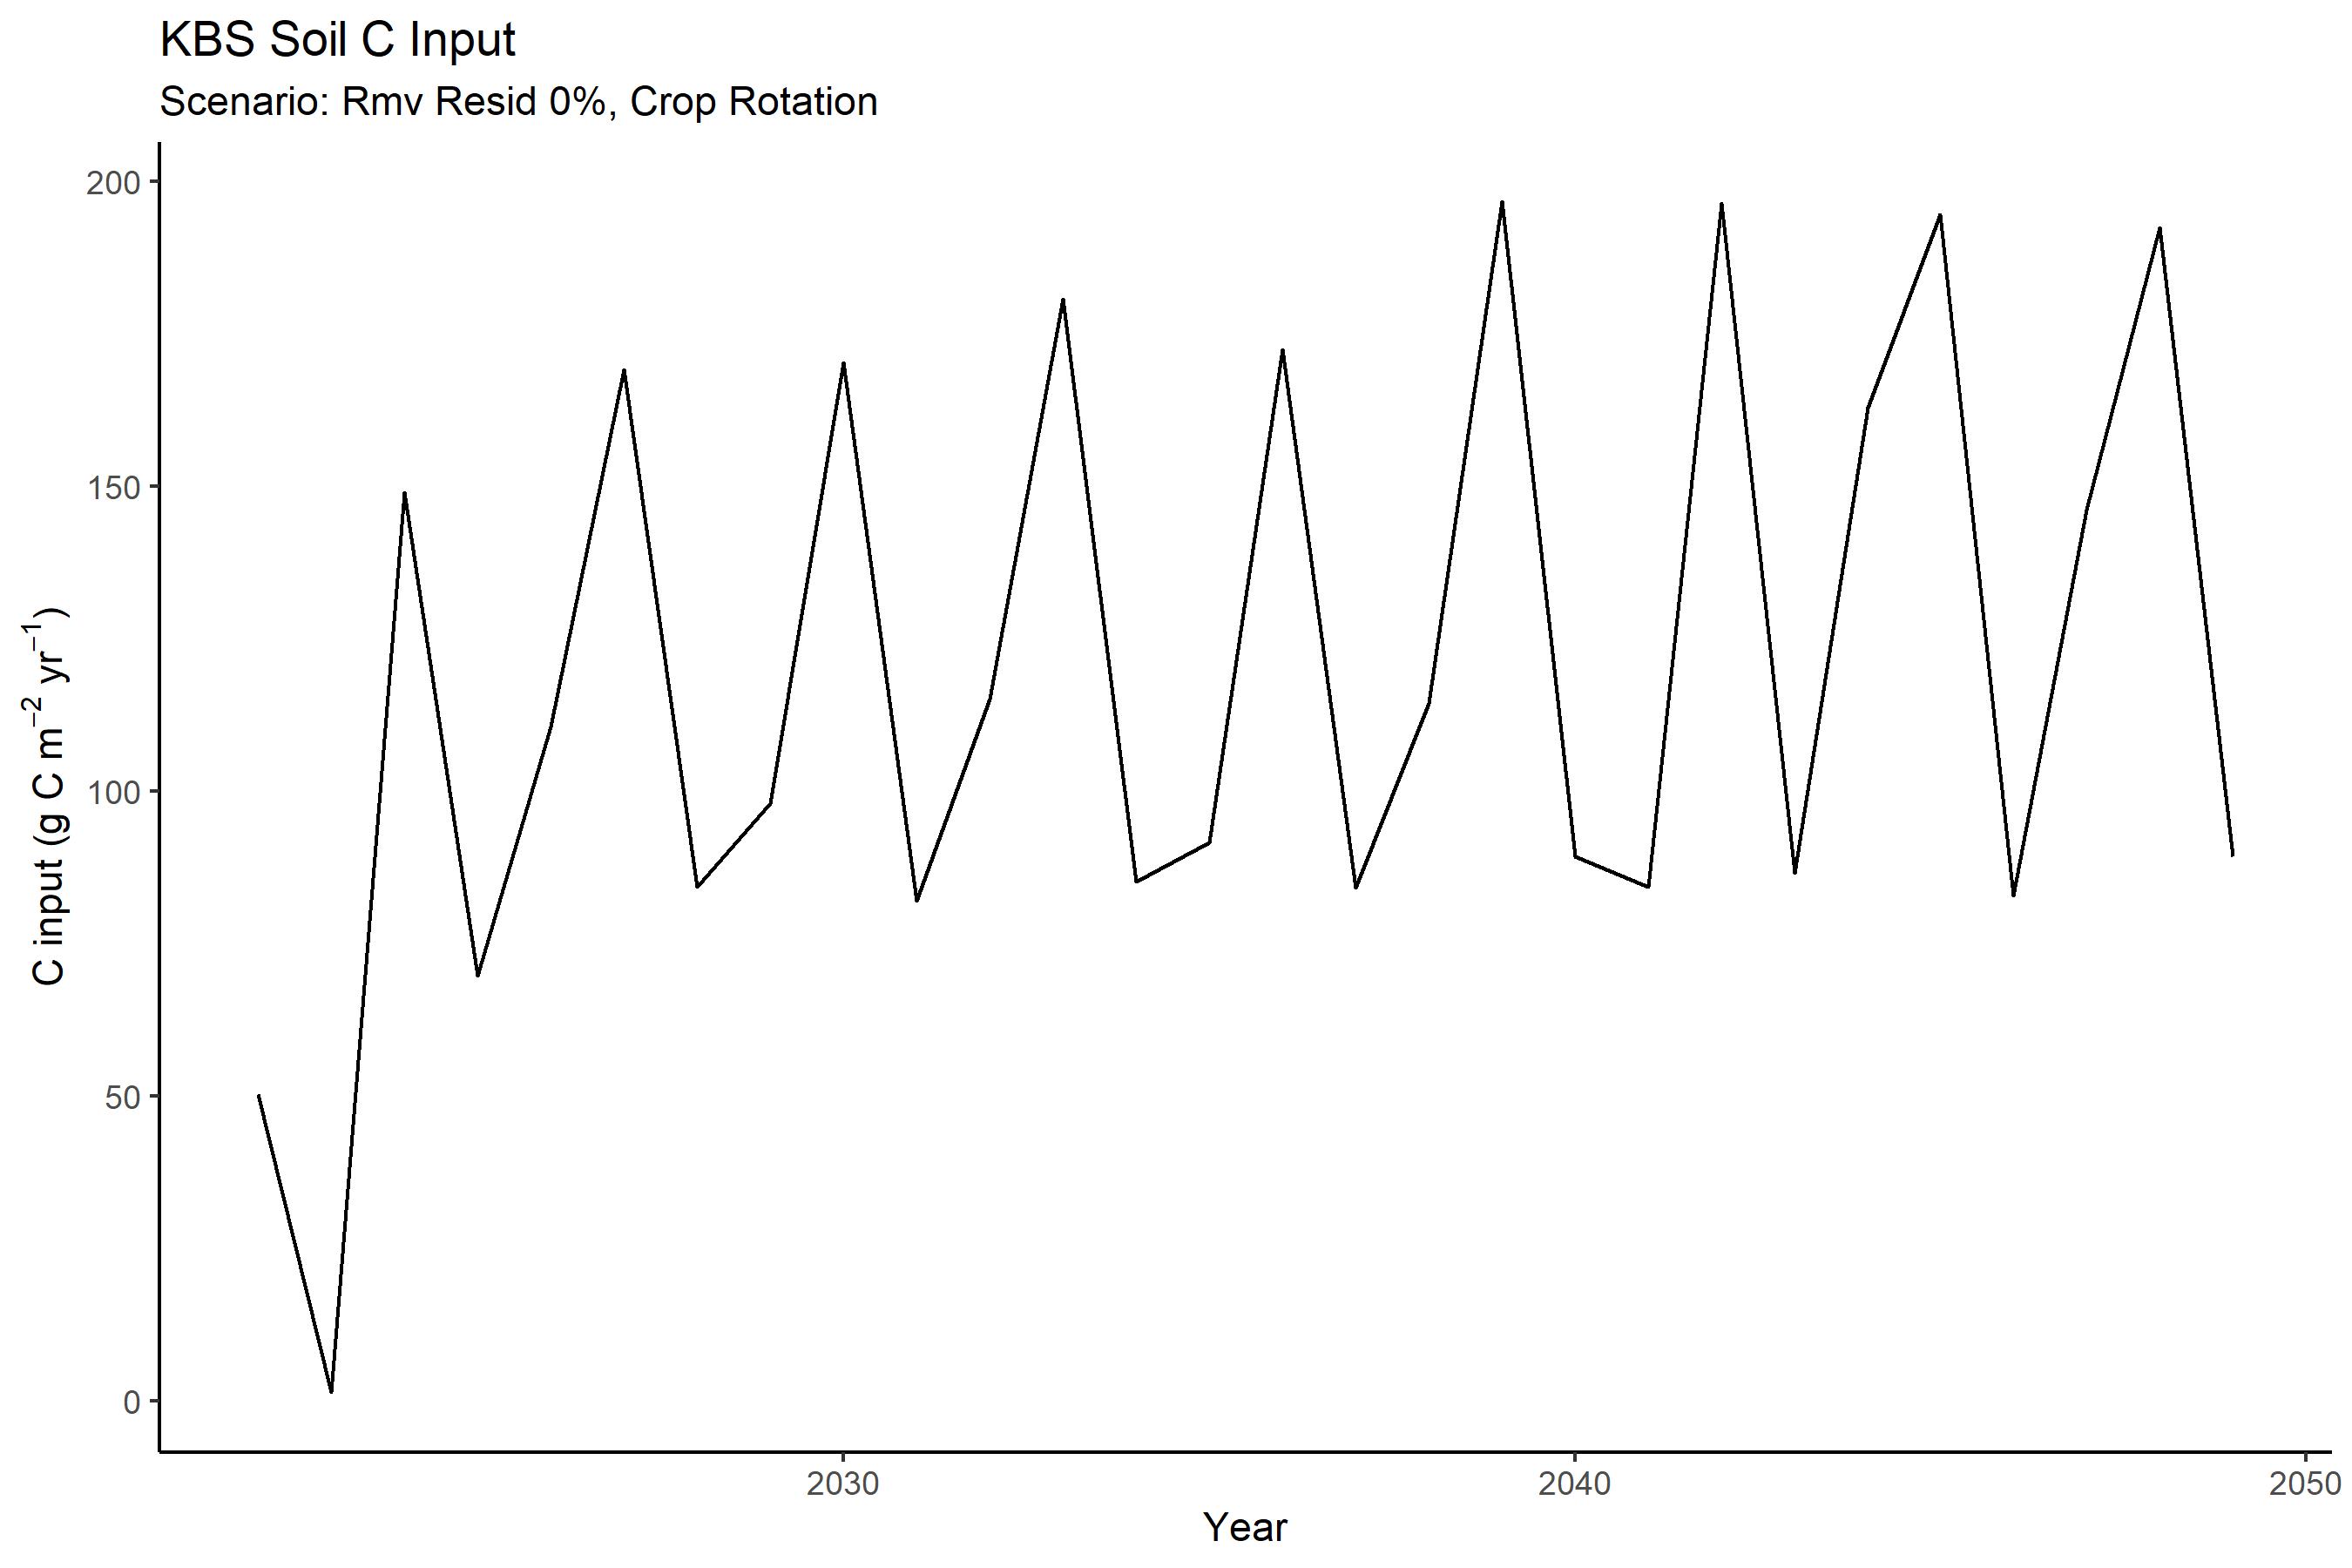 KBS Soil C Input
Scenario: Rmv Resid 0%, Crop Rotation
C input (g C m⁻² yr⁻¹)
200
150
100
50
0
2030 2040 2050
Year